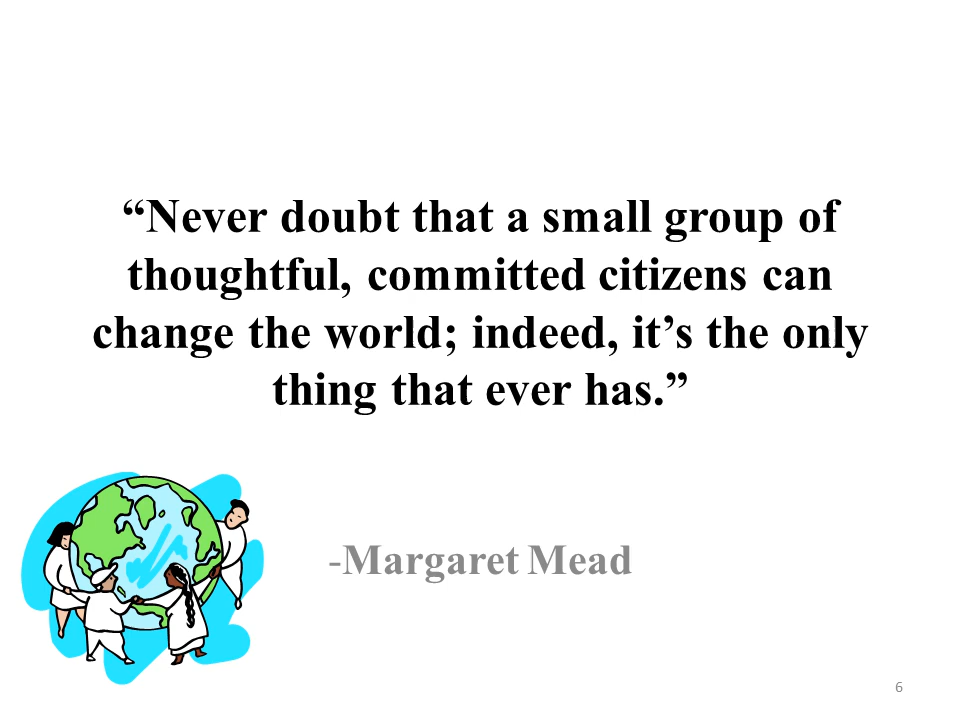 “Never doubt that a small group of
thoughtful, committed citizens can
change the world; indeed, it’s the only
thing that ever has.”
-Margaret Mead
6